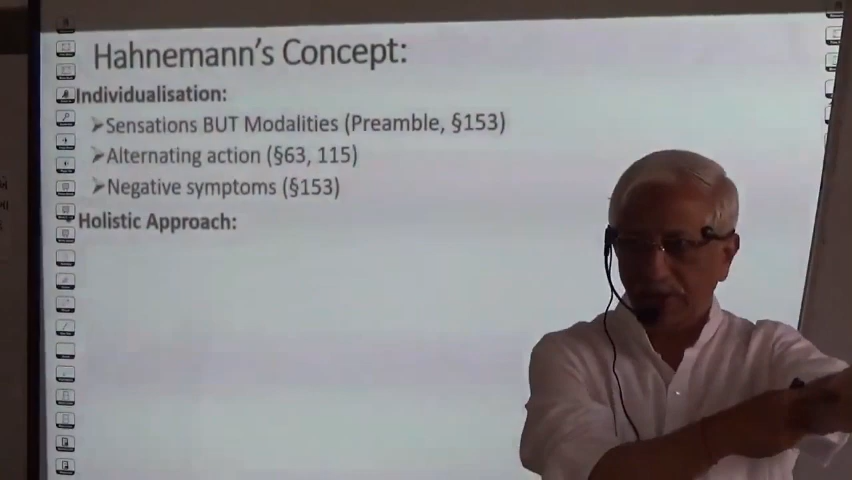 Hahnemann's Concept:
Individualisation:
➢Sensations BUT Modalities (Preamble, §153)
➢Alternating action (§63, 115)
➢Negative symptoms (§153)
Holistic Approach: